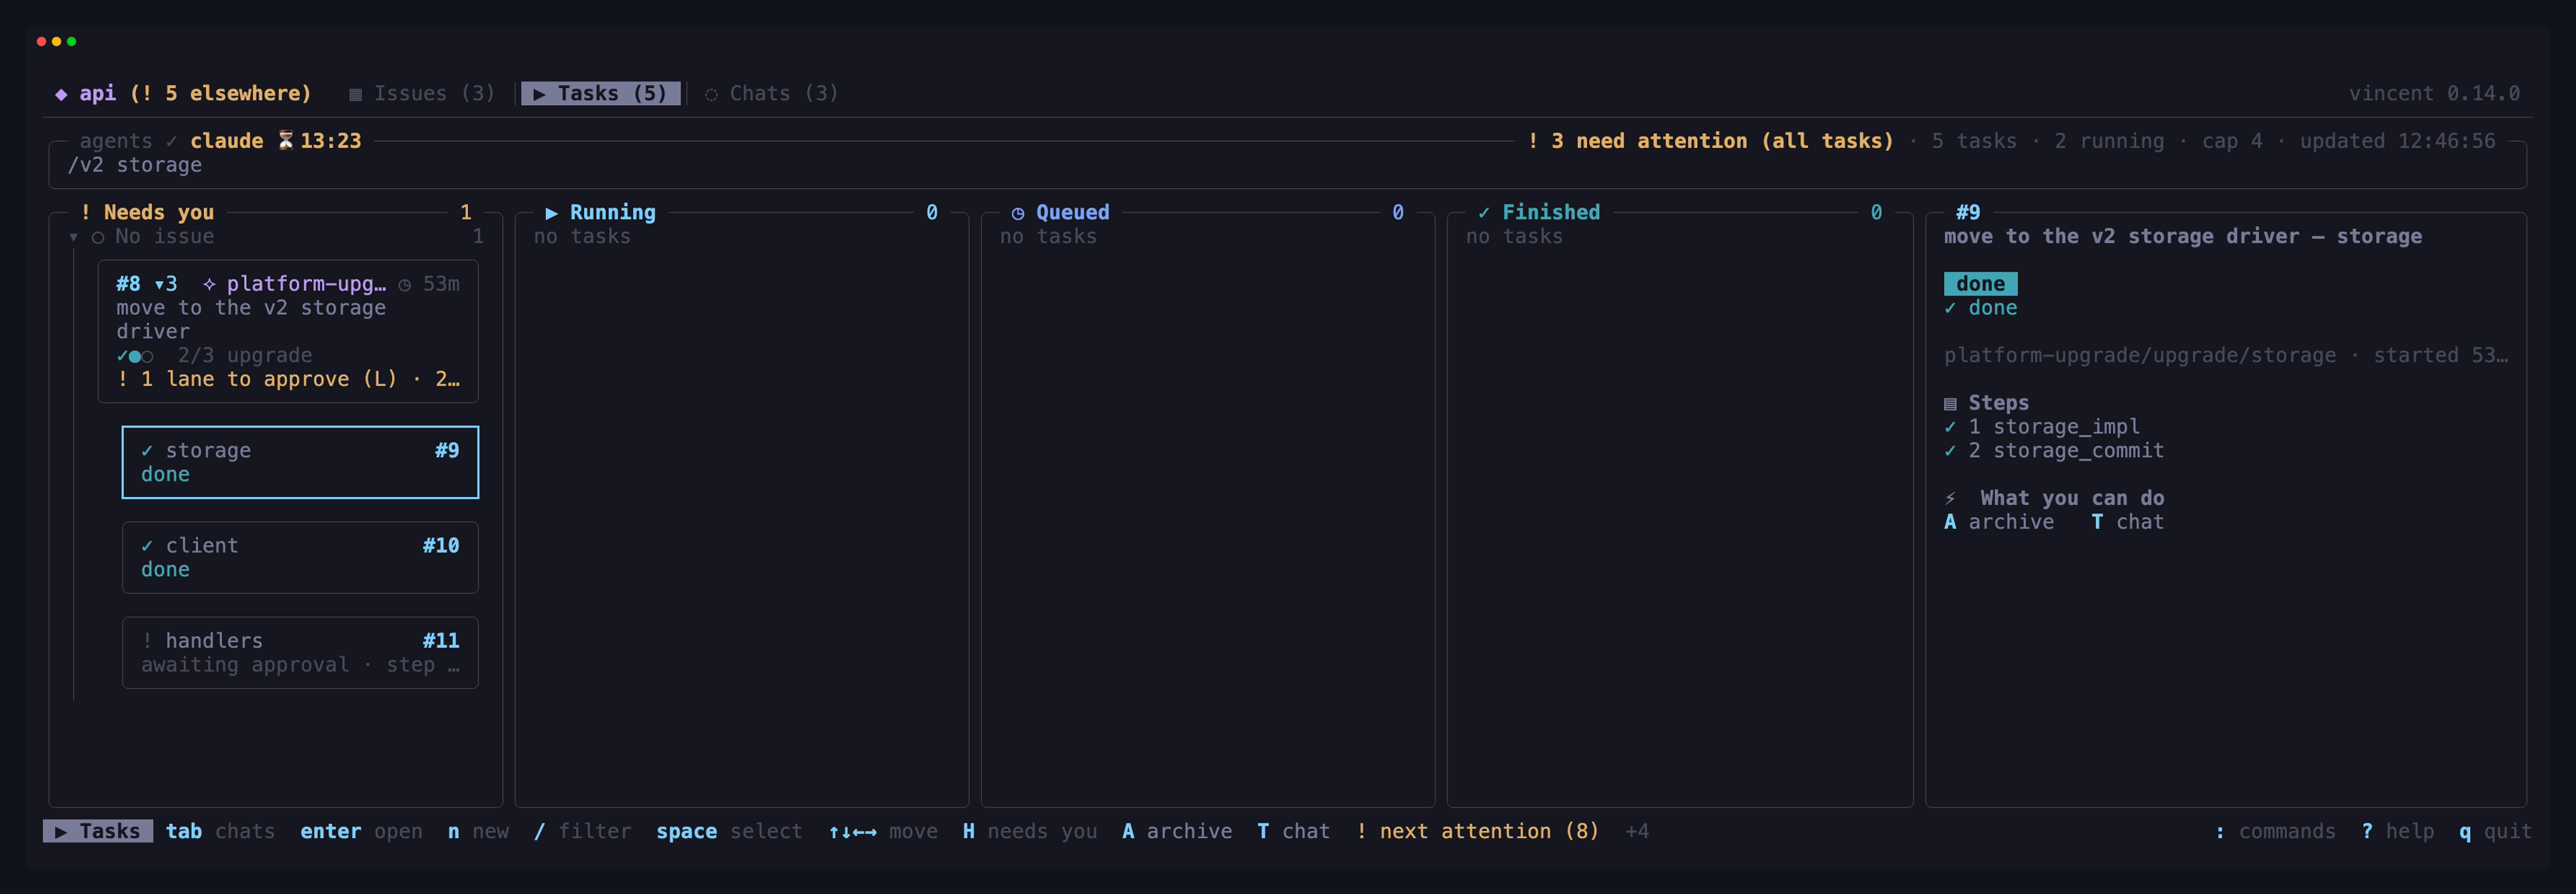 ◆ api (! 5 elsewhere) ▦ Issues (3) ▶ Tasks (5) ◌ Chats (3) vincent 0.14.0
agents ✓ claude ⏳13:23 ! 3 need attention (all tasks) · 5 tasks · 2 running · cap 4 · updated 12:46:56
/v2 storage
! Needs you 1
▾ ○ No issue 1
#8 ▾3 ✧ platform-upg… ◷ 53m
move to the v2 storage
driver
✓●○ 2/3 upgrade
! 1 lane to approve (L) · 2…
✓ storage #9
done
✓ client #10
done
! handlers #11
awaiting approval · step …
▶ Running 0
no tasks
◷ Queued 0
no tasks
✓ Finished 0
no tasks
#9
move to the v2 storage driver — storage
done
✓ done
platform-upgrade/upgrade/storage · started 53…
▤ Steps
✓ 1 storage_impl
✓ 2 storage_commit
⚡ What you can do
A archive T chat
▶ Tasks tab chats enter open n new / filter space select ↑↓←→ move H needs you A archive T chat ! next attention (8) +4 : commands ? help q quit